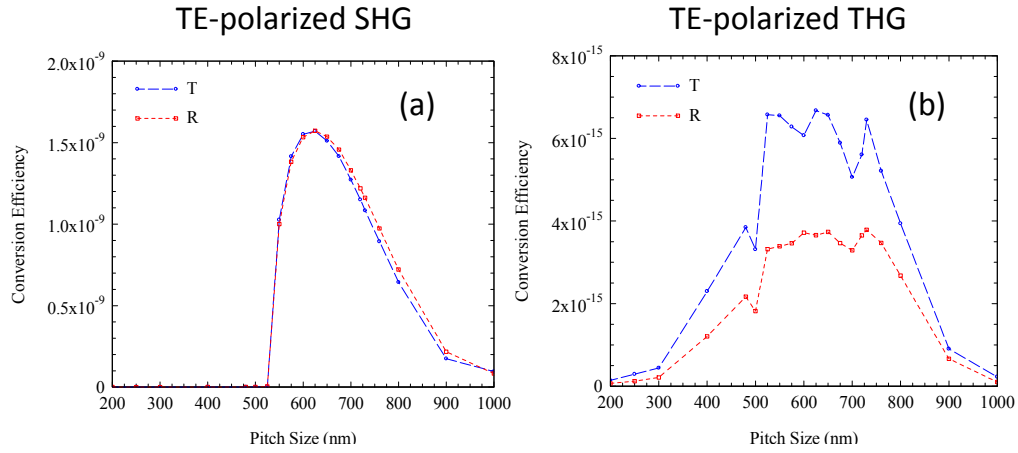 TE-polarized SHG
TE-polarized THG
2.0x10⁻⁹
1.5x10⁻⁹
1.0x10⁻⁹
0.5x10⁻⁹
0
T
R
(a)
Conversion Efficiency
200 300 400 500 600 700 800 900 1000
Pitch Size (nm)
8x10⁻¹⁵
6x10⁻¹⁵
4x10⁻¹⁵
2x10⁻¹⁵
0
T
R
(b)
Conversion Efficiency
200 300 400 500 600 700 800 900 1000
Pitch Size (nm)